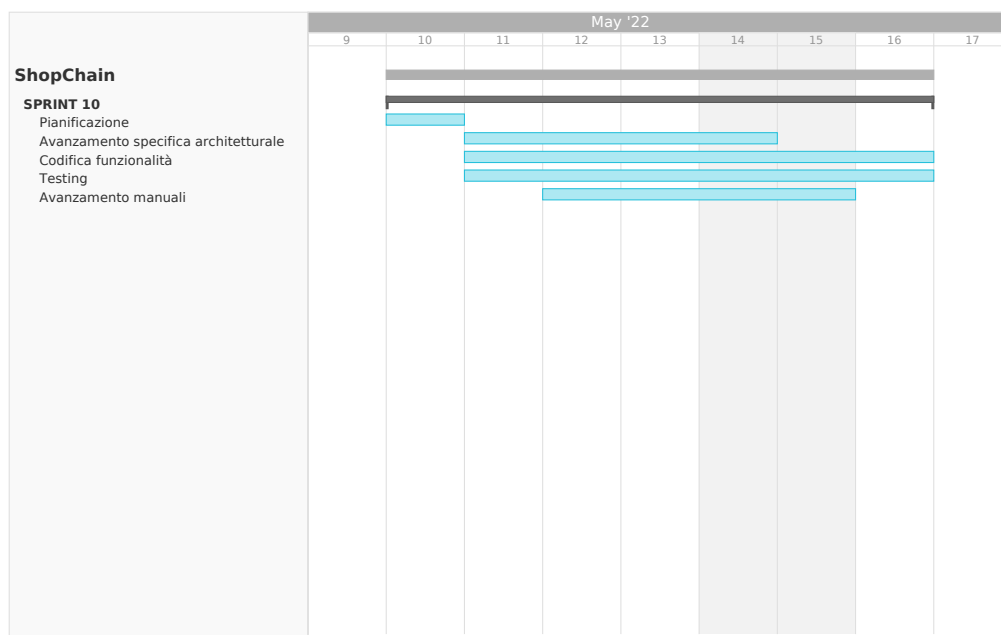 May '22
9 10 11 12 13 14 15 16 17
ShopChain
SPRINT 10
Pianificazione
Avanzamento specifica architetturale
Codifica funzionalità
Testing
Avanzamento manuali